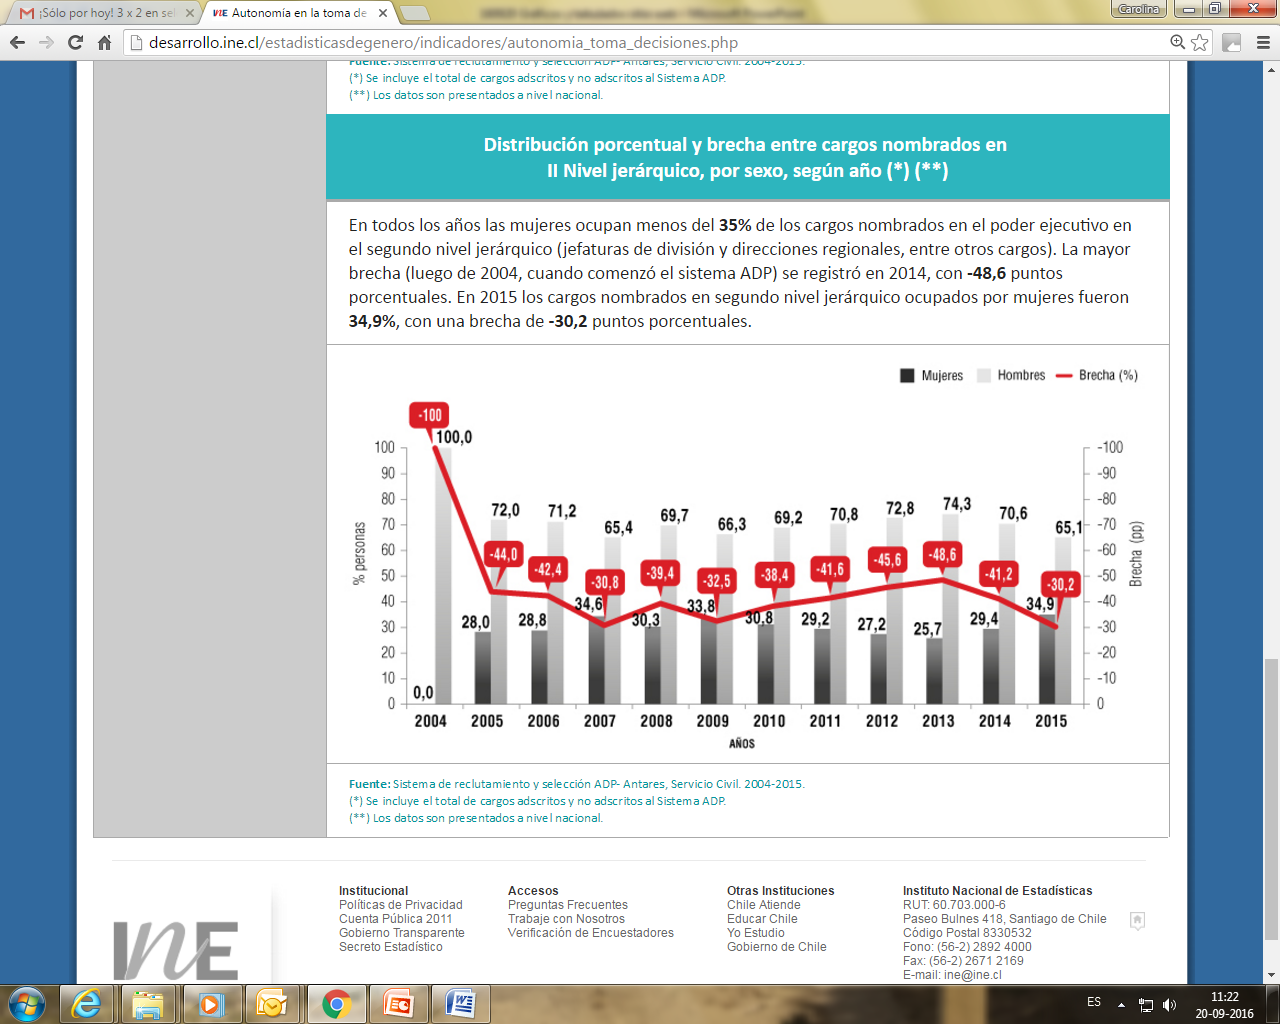 ¡Sólo por hoy! 3 x 2 en sel
Autonomía en la toma de
Carolina
desarrollo.ine.cl/estadisticasdegenero/indicadores/autonomia_toma_decisiones.php
Fuente: Sistema de reclutamiento y selección ADP- Antares, Servicio Civil. 2004-2015.
(*) Se incluye el total de cargos adscritos y no adscritos al Sistema ADP.
(**) Los datos son presentados a nivel nacional.
Distribución porcentual y brecha entre cargos nombrados en
II Nivel jerárquico, por sexo, según año (*) (**)
En todos los años las mujeres ocupan menos del 35% de los cargos nombrados en el poder ejecutivo en
el segundo nivel jerárquico (jefaturas de división y direcciones regionales, entre otros cargos). La mayor
brecha (luego de 2004, cuando comenzó el sistema ADP) se registró en 2014, con -48,6 puntos
porcentuales. En 2015 los cargos nombrados en segundo nivel jerárquico ocupados por mujeres fueron
34,9%, con una brecha de -30,2 puntos porcentuales.
Mujeres Hombres Brecha (%)
% personas
100
90
80
70
60
50
40
30
20
10
0
-100 -44,0 -42,4 -30,8 -39,4 -32,5 -38,4 -41,6 -45,6 -48,6 -41,2 -30,2
100,0 72,0 71,2 65,4 69,7 66,3 69,2 70,8 72,8 74,3 70,6 65,1
0,0 28,0 28,8 34,6 30,3 33,8 30,8 29,2 27,2 25,7 29,4 34,9
-100
-90
-80
-70
-60
-50
-40
-30
-20
-10
0
Brecha (pp)
2004 2005 2006 2007 2008 2009 2010 2011 2012 2013 2014 2015
AÑOS
Fuente: Sistema de reclutamiento y selección ADP- Antares, Servicio Civil. 2004-2015.
(*) Se incluye el total de cargos adscritos y no adscritos al Sistema ADP.
(**) Los datos son presentados a nivel nacional.
INE
Institucional
Políticas de Privacidad
Cuenta Pública 2011
Gobierno Transparente
Secreto Estadístico
Accesos
Preguntas Frecuentes
Trabaje con Nosotros
Verificación de Encuestadores
Otras Instituciones
Chile Atiende
Educar Chile
Yo Estudio
Gobierno de Chile
Instituto Nacional de Estadísticas
RUT: 60.703.000-6
Paseo Bulnes 418, Santiago de Chile
Código Postal 8330532
Fono: (56-2) 2892 4000
Fax: (56-2) 2671 2169
E-mail: ine@ine.cl
ES
11:22
20-09-2016